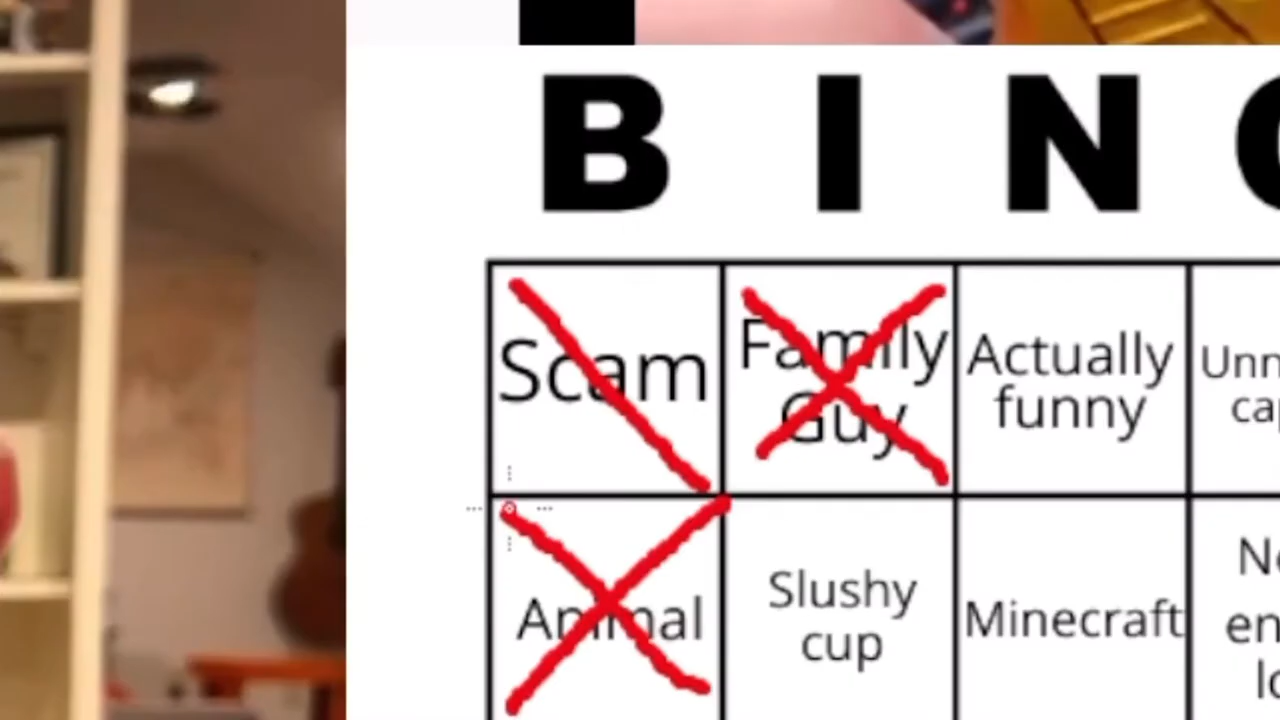 B I N
Scam
Family
Guy
Actually
funny
Animal
Slushy
cup
Minecraft